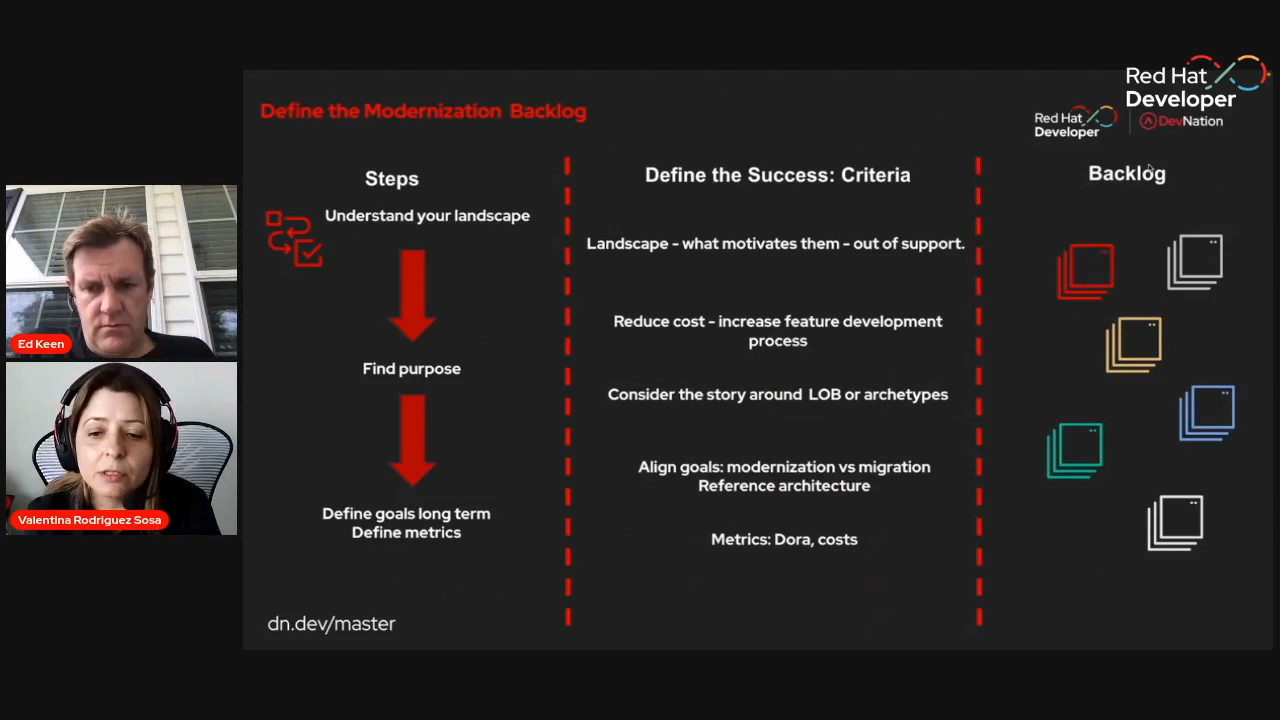 Red Hat
Developer
Define the Modernization Backlog
Red Hat
Developer
DevNation
Steps
Understand your landscape
Find purpose
Define goals long term
Define metrics
Define the Success: Criteria
Landscape - what motivates them - out of support.
Reduce cost - increase feature development
process
Consider the story around LOB or archetypes
Align goals: modernization vs migration
Reference architecture
Metrics: Dora, costs
Backlog
Ed Keen
Valentina Rodriguez Sosa
dn.dev/master